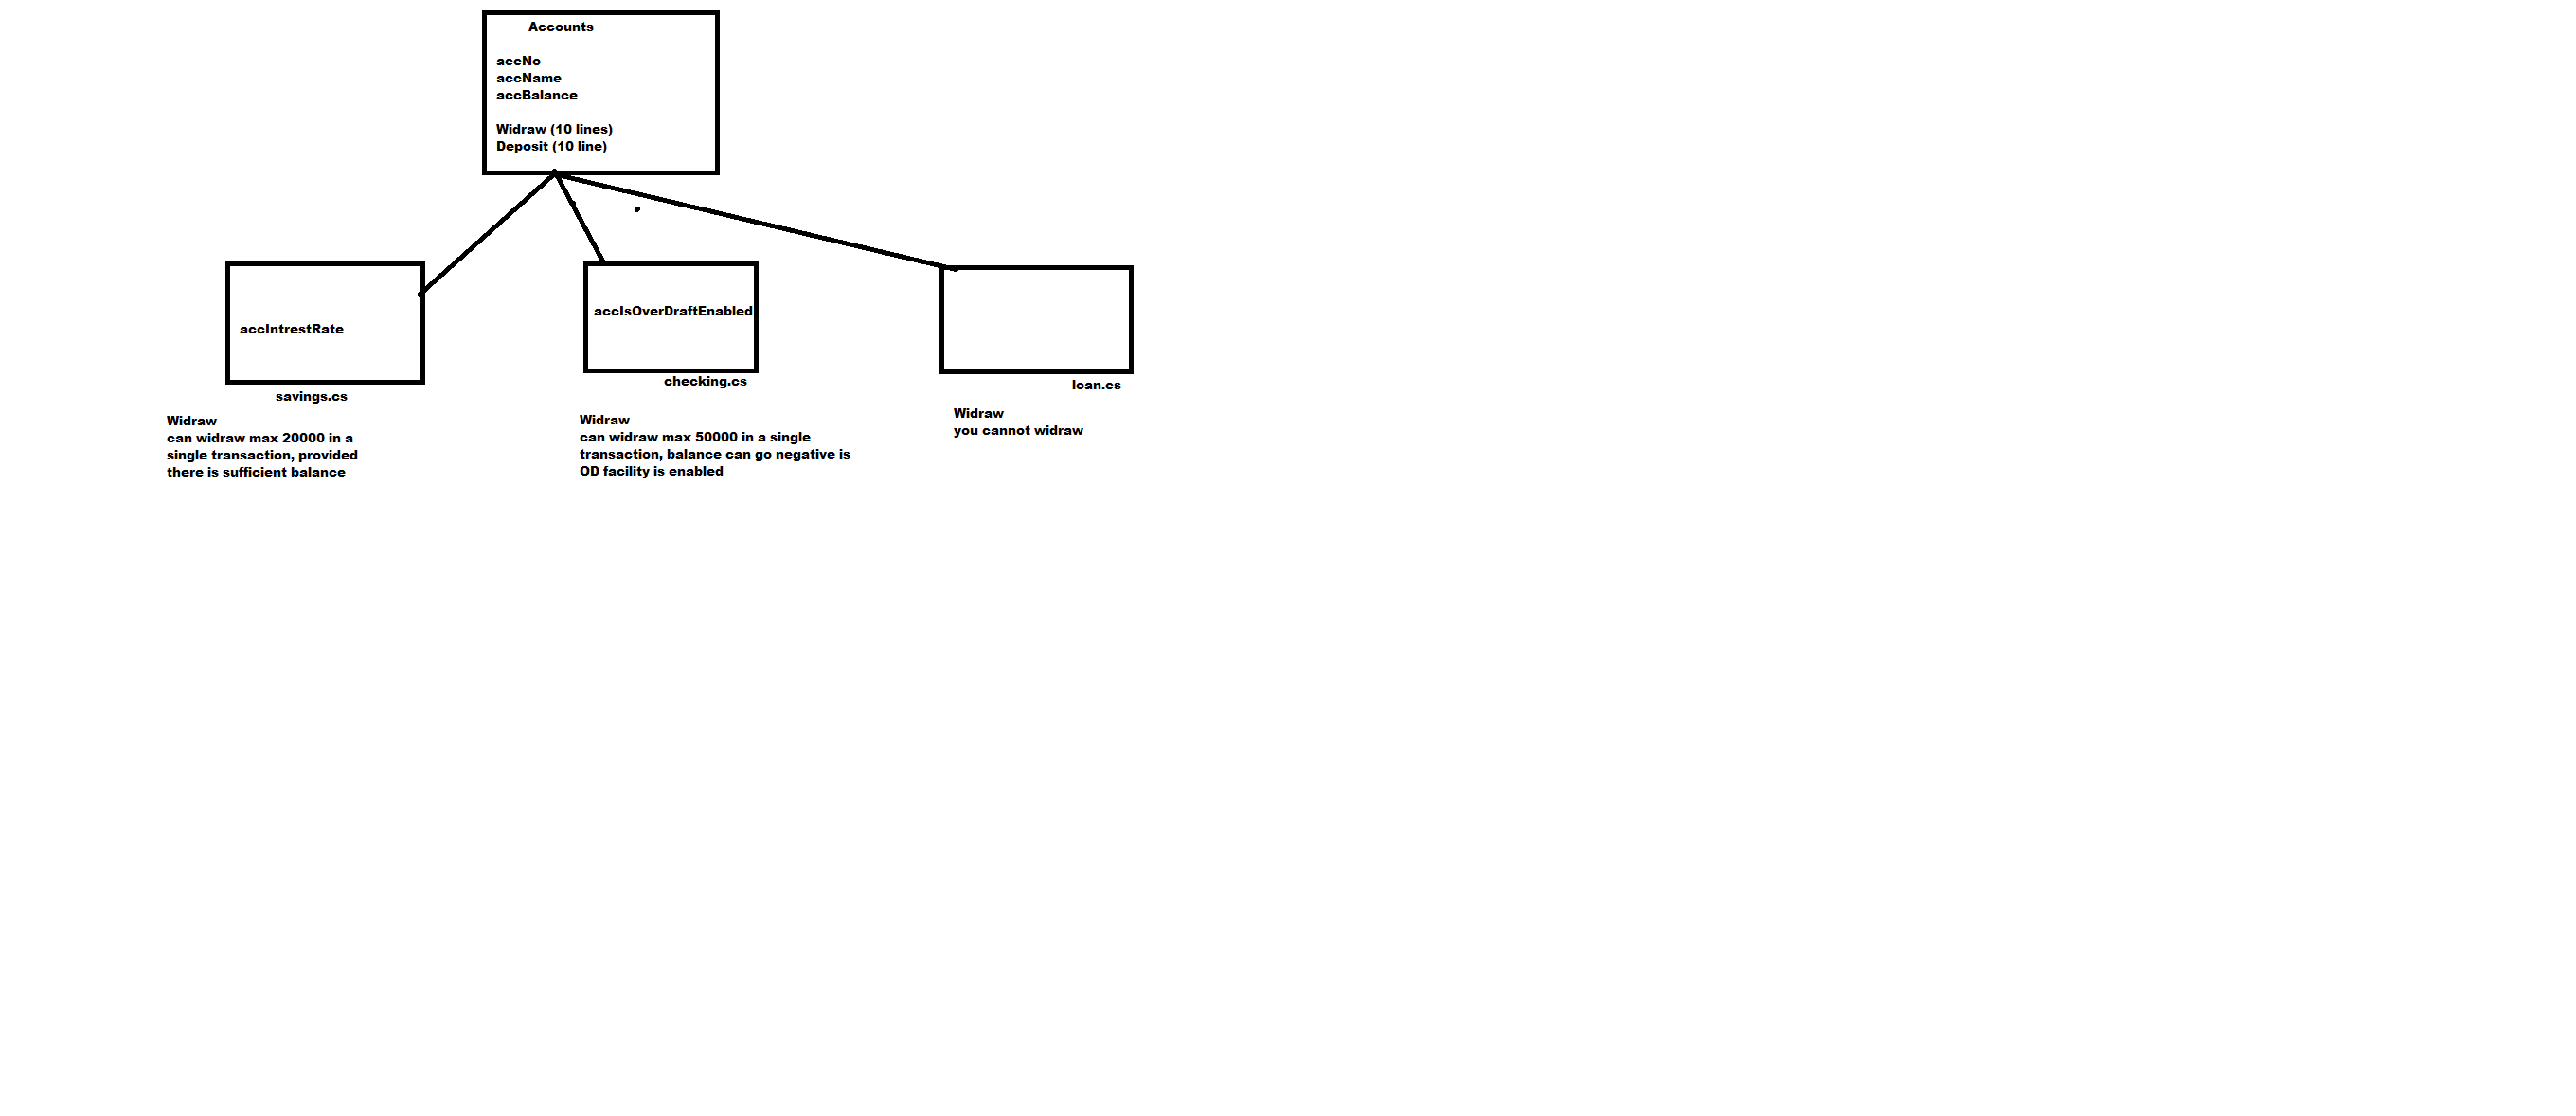 Accounts
accNo
accName
accBalance
Widraw (10 lines)
Deposit (10 line)
accIntrestRate
savings.cs
Widraw
can widraw max 20000 in a
single transaction, provided
there is sufficient balance
accIsOverDraftEnabled
checking.cs
Widraw
can widraw max 50000 in a single
transaction, balance can go negative is
OD facility is enabled
loan.cs
Widraw
you cannot widraw